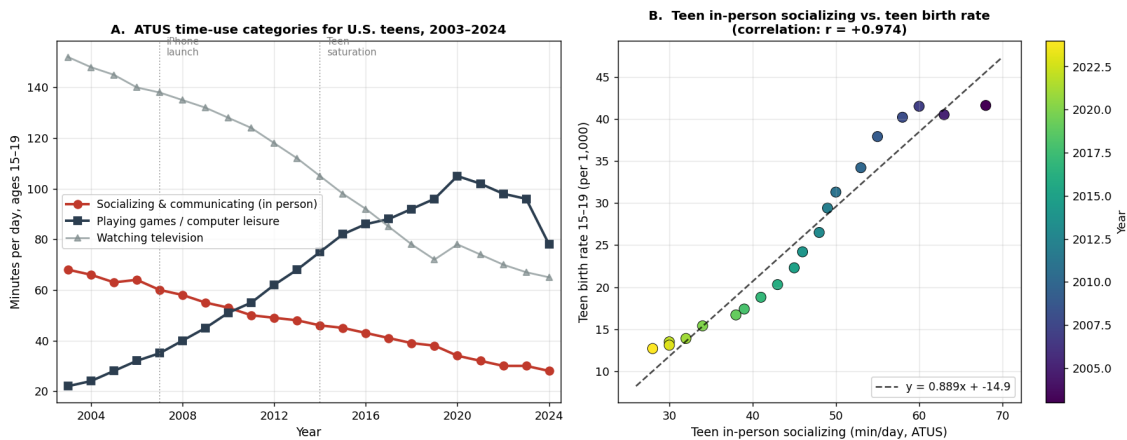 A.  ATUS time-use categories for U.S. teens, 2003–2024
iPhone
launch
Teen
saturation
140
120
100
80
60
40
20
Minutes per day, ages 15–19
Socializing & communicating (in person)
Playing games / computer leisure
Watching television
2004
2008
2012
2016
2020
2024
Year
B.  Teen in-person socializing vs. teen birth rate
(correlation: r = +0.974)
45
40
35
30
25
20
15
10
Teen birth rate 15–19 (per 1,000)
y = 0.889x + -14.9
30
40
50
60
70
Teen in-person socializing (min/day, ATUS)
2022.5
2020.0
2017.5
2015.0
2012.5
2010.0
2007.5
2005.0
Year